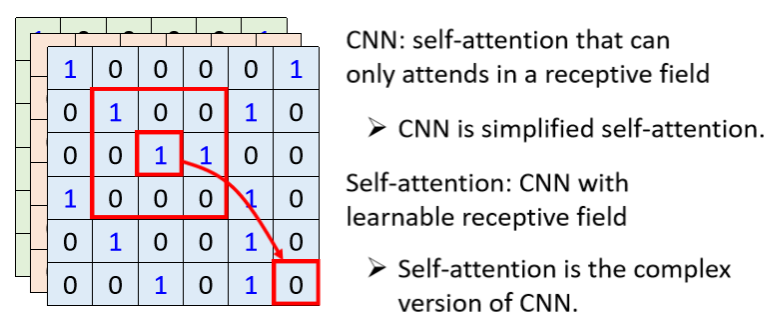 1 0 0 0 0 1
0 1 0 0 1 0
0 0 1 1 0 0
1 0 0 0 1 0
0 1 0 0 1 0
0 0 1 0 1 0
CNN: self-attention that can
only attends in a receptive field
➤ CNN is simplified self-attention.
Self-attention: CNN with
learnable receptive field
➤ Self-attention is the complex
version of CNN.